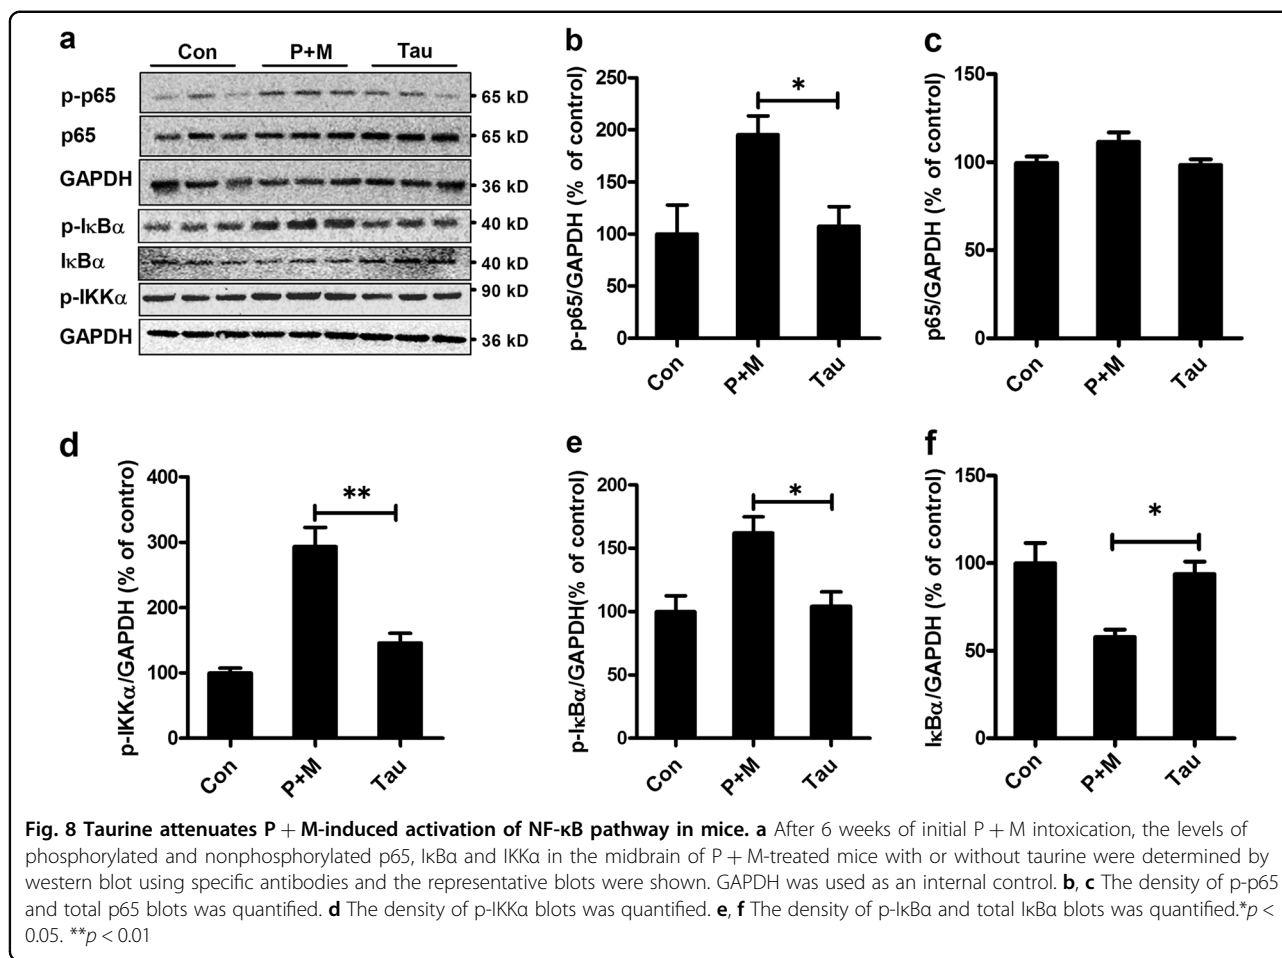 a
Con P+M Tau
p-p65 65 kD
p65 65 kD
GAPDH 36 kD
p-IκBα 40 kD
IκBα 40 kD
p-IKKα 90 kD
GAPDH 36 kD
b
p-p65/GAPDH (% of control)
250
200
150
100
50
0
*
Con P+M Tau
c
p65/GAPDH (% of control)
150
100
50
0
Con P+M Tau
d
p-IKKα/GAPDH (% of contro)
400
300
200
100
0
**
Con P+M Tau
e
p-IκBα/GAPDH(% of control)
200
150
100
50
0
*
Con P+M Tau
f
IκBα/GAPDH (% of control)
150
100
50
0
*
Con P+M Tau
Fig. 8 Taurine attenuates P + M-induced activation of NF-κB pathway in mice. a After 6 weeks of initial P + M intoxication, the levels of
phosphorylated and nonphosphorylated p65, IκBα and IKKα in the midbrain of P + M-treated mice with or without taurine were determined by
western blot using specific antibodies and the representative blots were shown. GAPDH was used as an internal control. b, c The density of p-p65
and total p65 blots was quantified. d The density of p-IKKα blots was quantified. e, f The density of p-IκBα and total IκBα blots was quantified.*p <
0.05. **p < 0.01